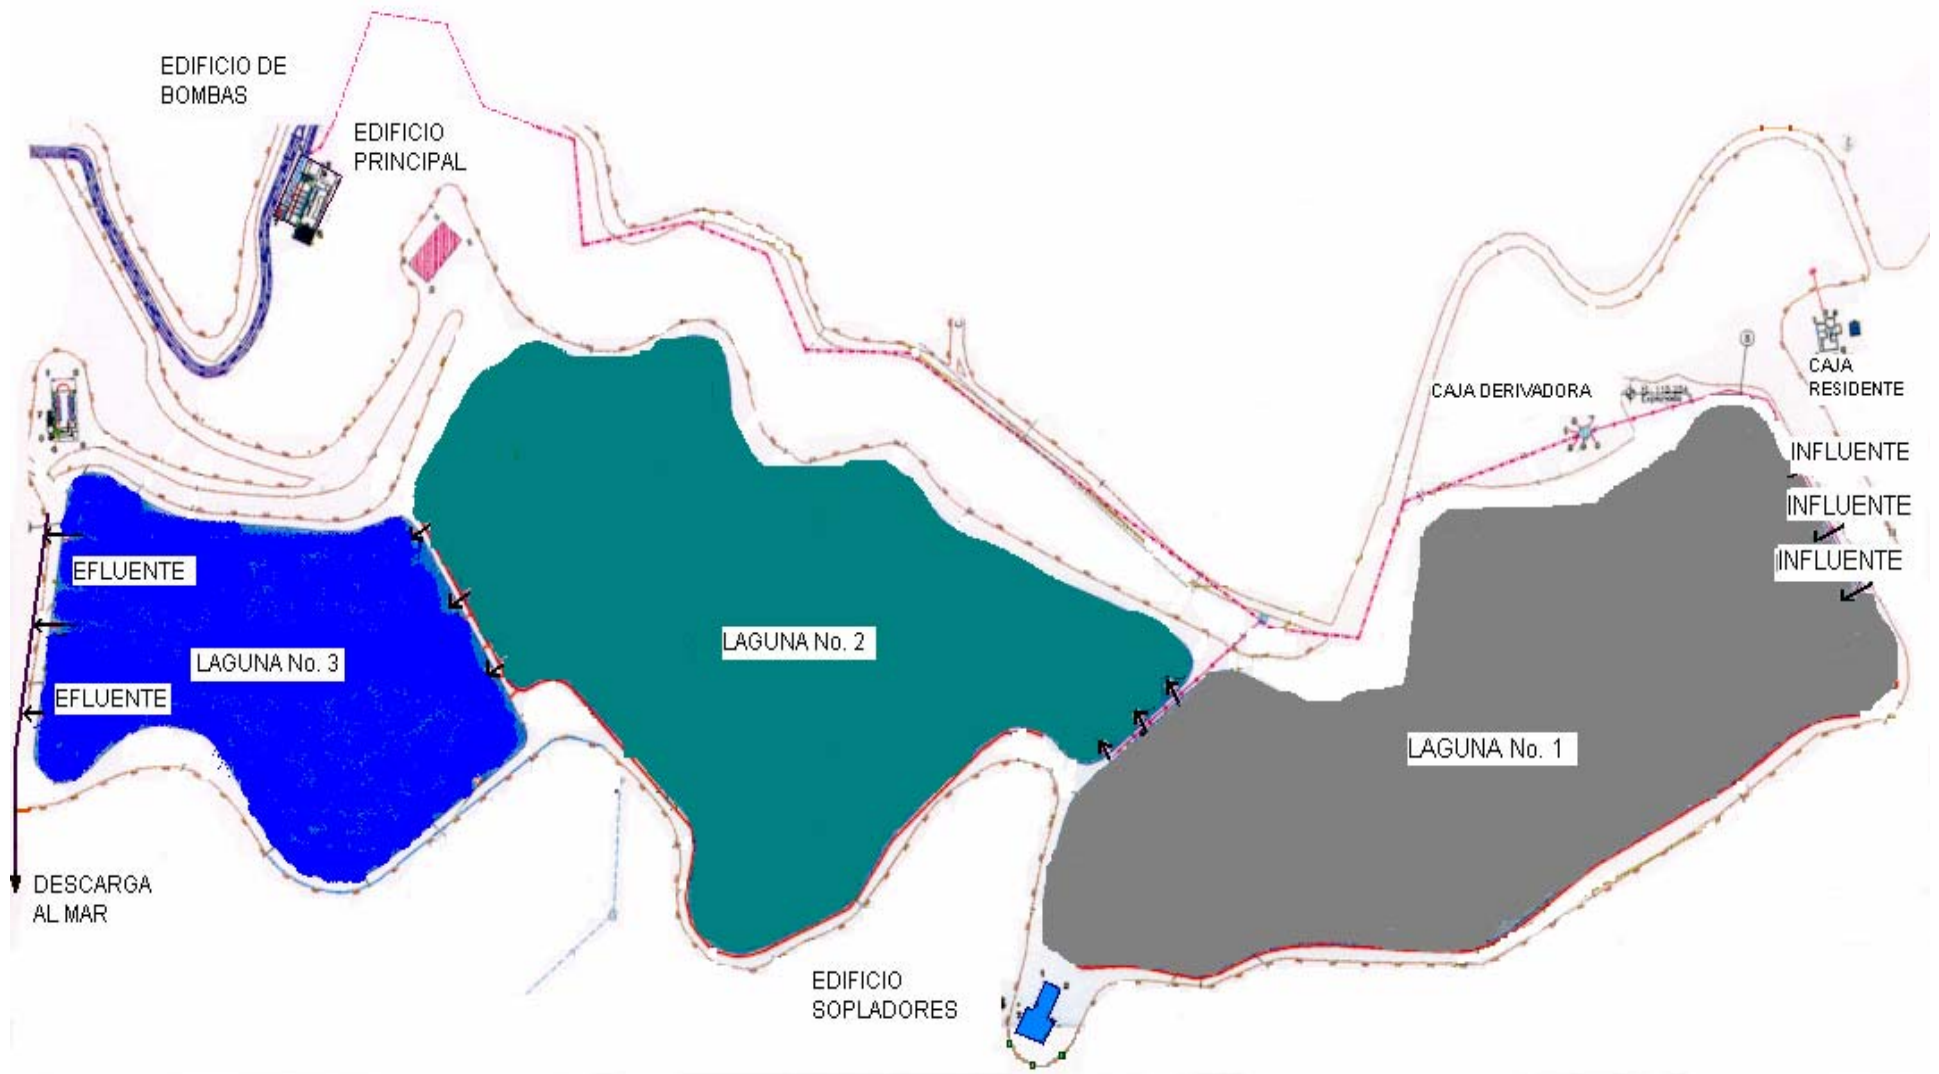 EDIFICIO DE
BOMBAS
EDIFICIO
PRINCIPAL
CAJA
RESIDENTE
CAJA DERIVADORA
INFLUENTE
INFLUENTE
INFLUENTE
EFLUENTE
LAGUNA No. 2
LAGUNA No. 3
EFLUENTE
LAGUNA No. 1
DESCARGA
AL MAR
EDIFICIO
SOPLADORES